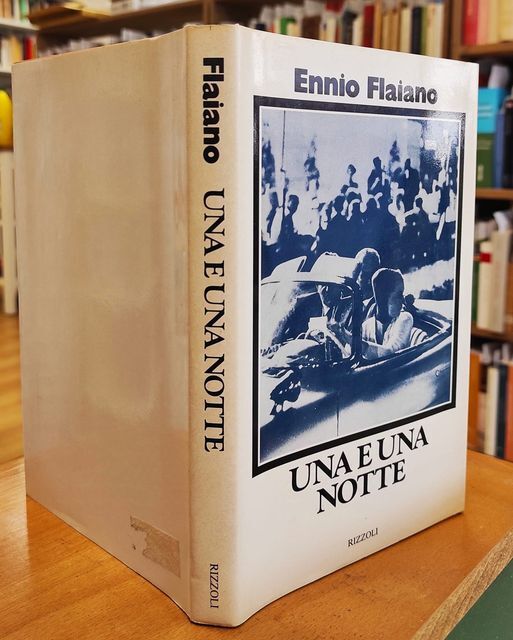 Flaiano UNA E UNA NOTTE
RIZZOLI
Ennio Flaiano
UNA E UNA
NOTTE
RIZZOLI